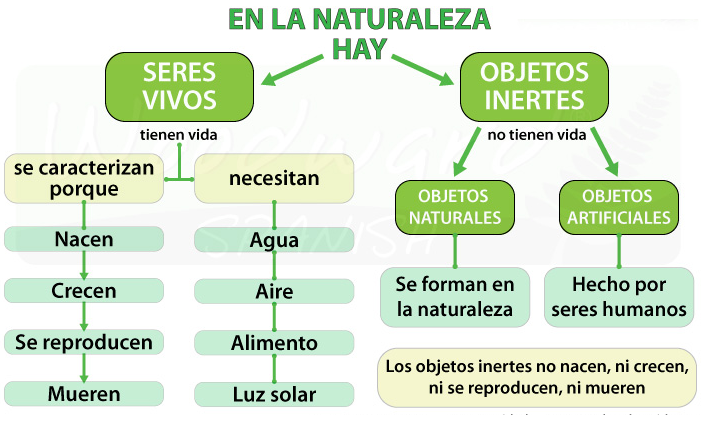 EN LA NATURALEZA
HAY
SERES
VIVOS
tienen vida
se caracterizan
porque
Nacen
Crecen
Se reproducen
Mueren
necesitan
Agua
Aire
Alimento
Luz solar
OBJETOS
INERTES
no tienen vida
OBJETOS
NATURALES
Se forman en
la naturaleza
OBJETOS
ARTIFICIALES
Hecho por
seres humanos
Los objetos inertes no nacen, ni crecen,
ni se reproducen, ni mueren
SPANISH